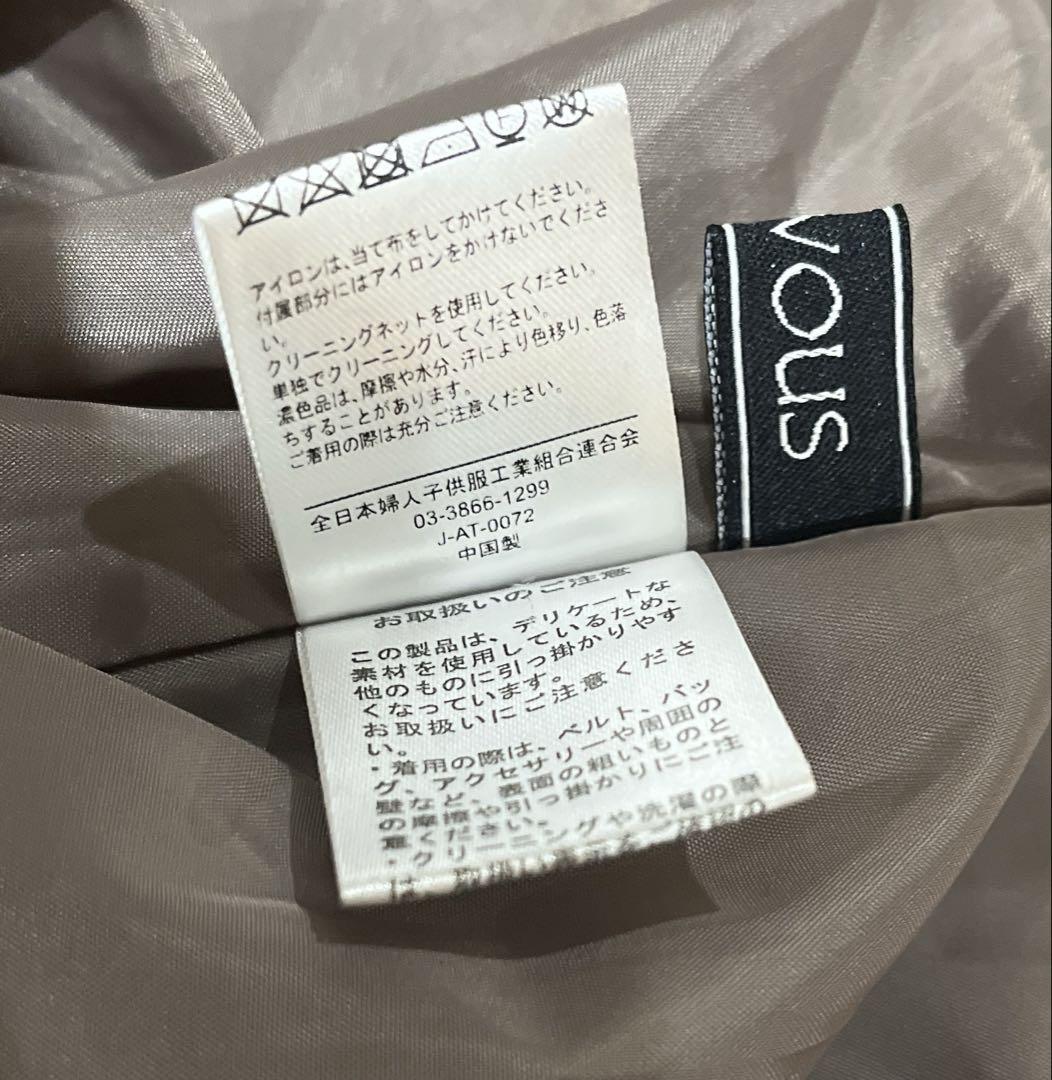 アイロンは、当て布をしてかけてください。
付属部分にはアイロンをかけないでくださ
い。
クリーニングネットを使用してください。
単独でクリーニングしてください。
濃色品は、摩擦や水分、汗により色移り、色落
ちすることがあります。
ご着用の際は充分ご注意ください。
全日本婦人子供服工業組合連合会
03-3866-1299
J-AT-0072
中国製
お取扱いのご注意
この製品は、デリケートな
素材を使用しているため、
他のものに引っ掛かりやす
くなっています。
お取扱いにご注意くださ
い。
・着用の際は、ベルト、バッ
グ、アクセサリーや周囲の
壁など、表面の粗いものと
の摩擦や引っ掛かりにご注
意ください。
・クリーニングや洗濯の際
は、取扱い表示をご確認の
vous